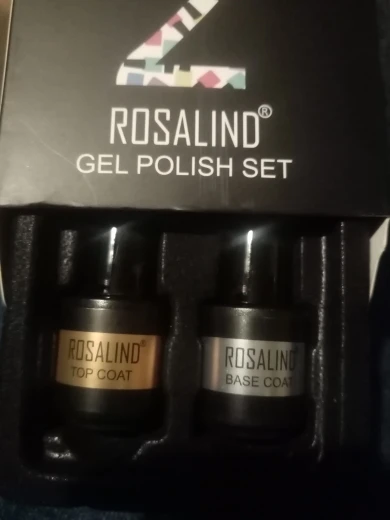 ROSALIND®
GEL POLISH SET
ROSALIND®
TOP COAT
ROSALIND
BASE COAT